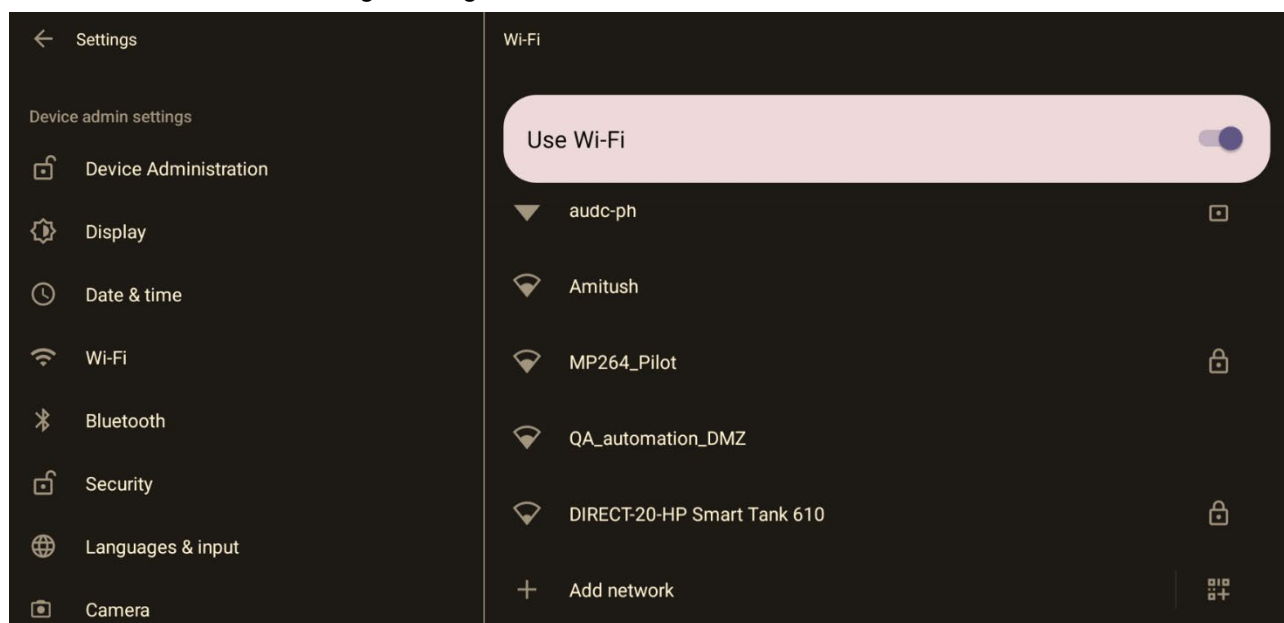 Settings
Device admin settings
Device Administration
Display
Date & time
Wi-Fi
Bluetooth
Security
Languages & input
Camera
Wi-Fi
Use Wi-Fi
audc-ph
Amitush
MP264_Pilot
QA_automation_DMZ
DIRECT-20-HP Smart Tank 610
Add network